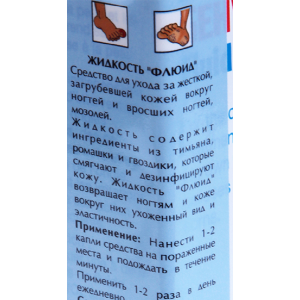 ЖИДКОСТЬ "ФЛЮИД"
Средство для ухода за жесткой,
загрубевшей кожей вокруг
ногтей и вросших ногтей,
мозолей.
Жидкость содержит
ингредиенты из тимьяна,
ромашки и гвоздики, которые
смягчают и дезинфицируют
кожу. Жидкость "Флюид"
возвращает ногтям и коже
вокруг них ухоженный вид и
эластичность.
Применение: Нанести 1-2
капли средства на пораженные
места и подождать в течение
минуты.
Применить 1-2 раза в день
ежедневно